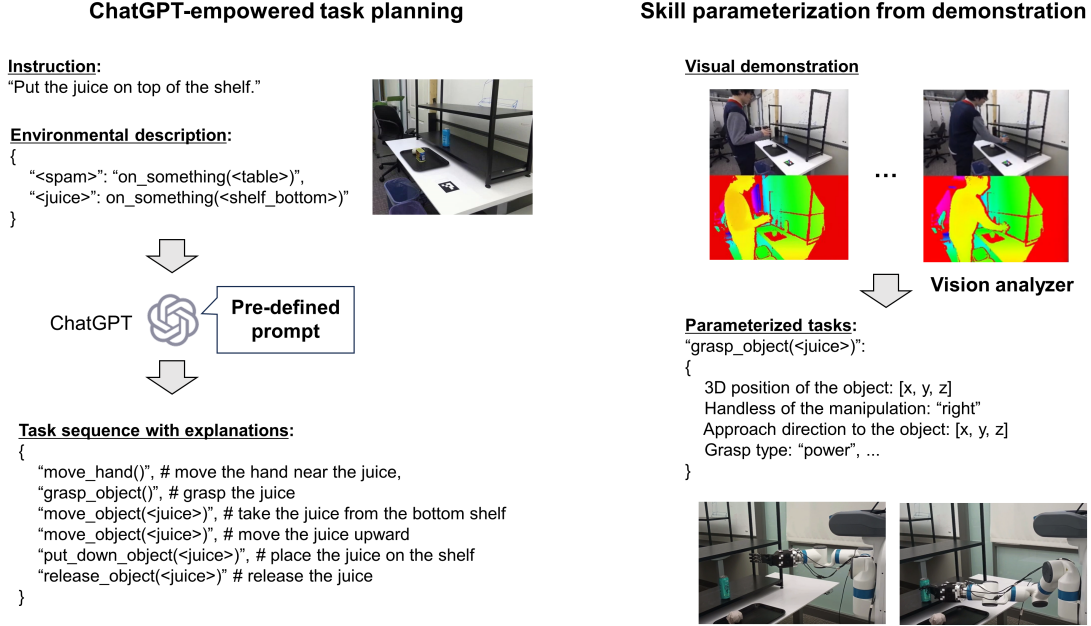 ChatGPT-empowered task planning
Instruction:
“Put the juice on top of the shelf.”
Environmental description:
{
“<spam>”: “on_something(<table>)”,
“<juice>”: on_something(<shelf_bottom>)”
}
ChatGPT
Pre-defined
prompt
Task sequence with explanations:
{
“move_hand()”, # move the hand near the juice,
“grasp_object()”, # grasp the juice
“move_object(<juice>)”, # take the juice from the bottom shelf
“move_object(<juice>)”, # move the juice upward
“put_down_object(<juice>)”, # place the juice on the shelf
“release_object(<juice>)” # release the juice
}
Skill parameterization from demonstration
Visual demonstration
...
Vision analyzer
Parameterized tasks:
“grasp_object(<juice>)”:
{
3D position of the object: [x, y, z]
Handless of the manipulation: “right”
Approach direction to the object: [x, y, z]
Grasp type: “power”, ...
}